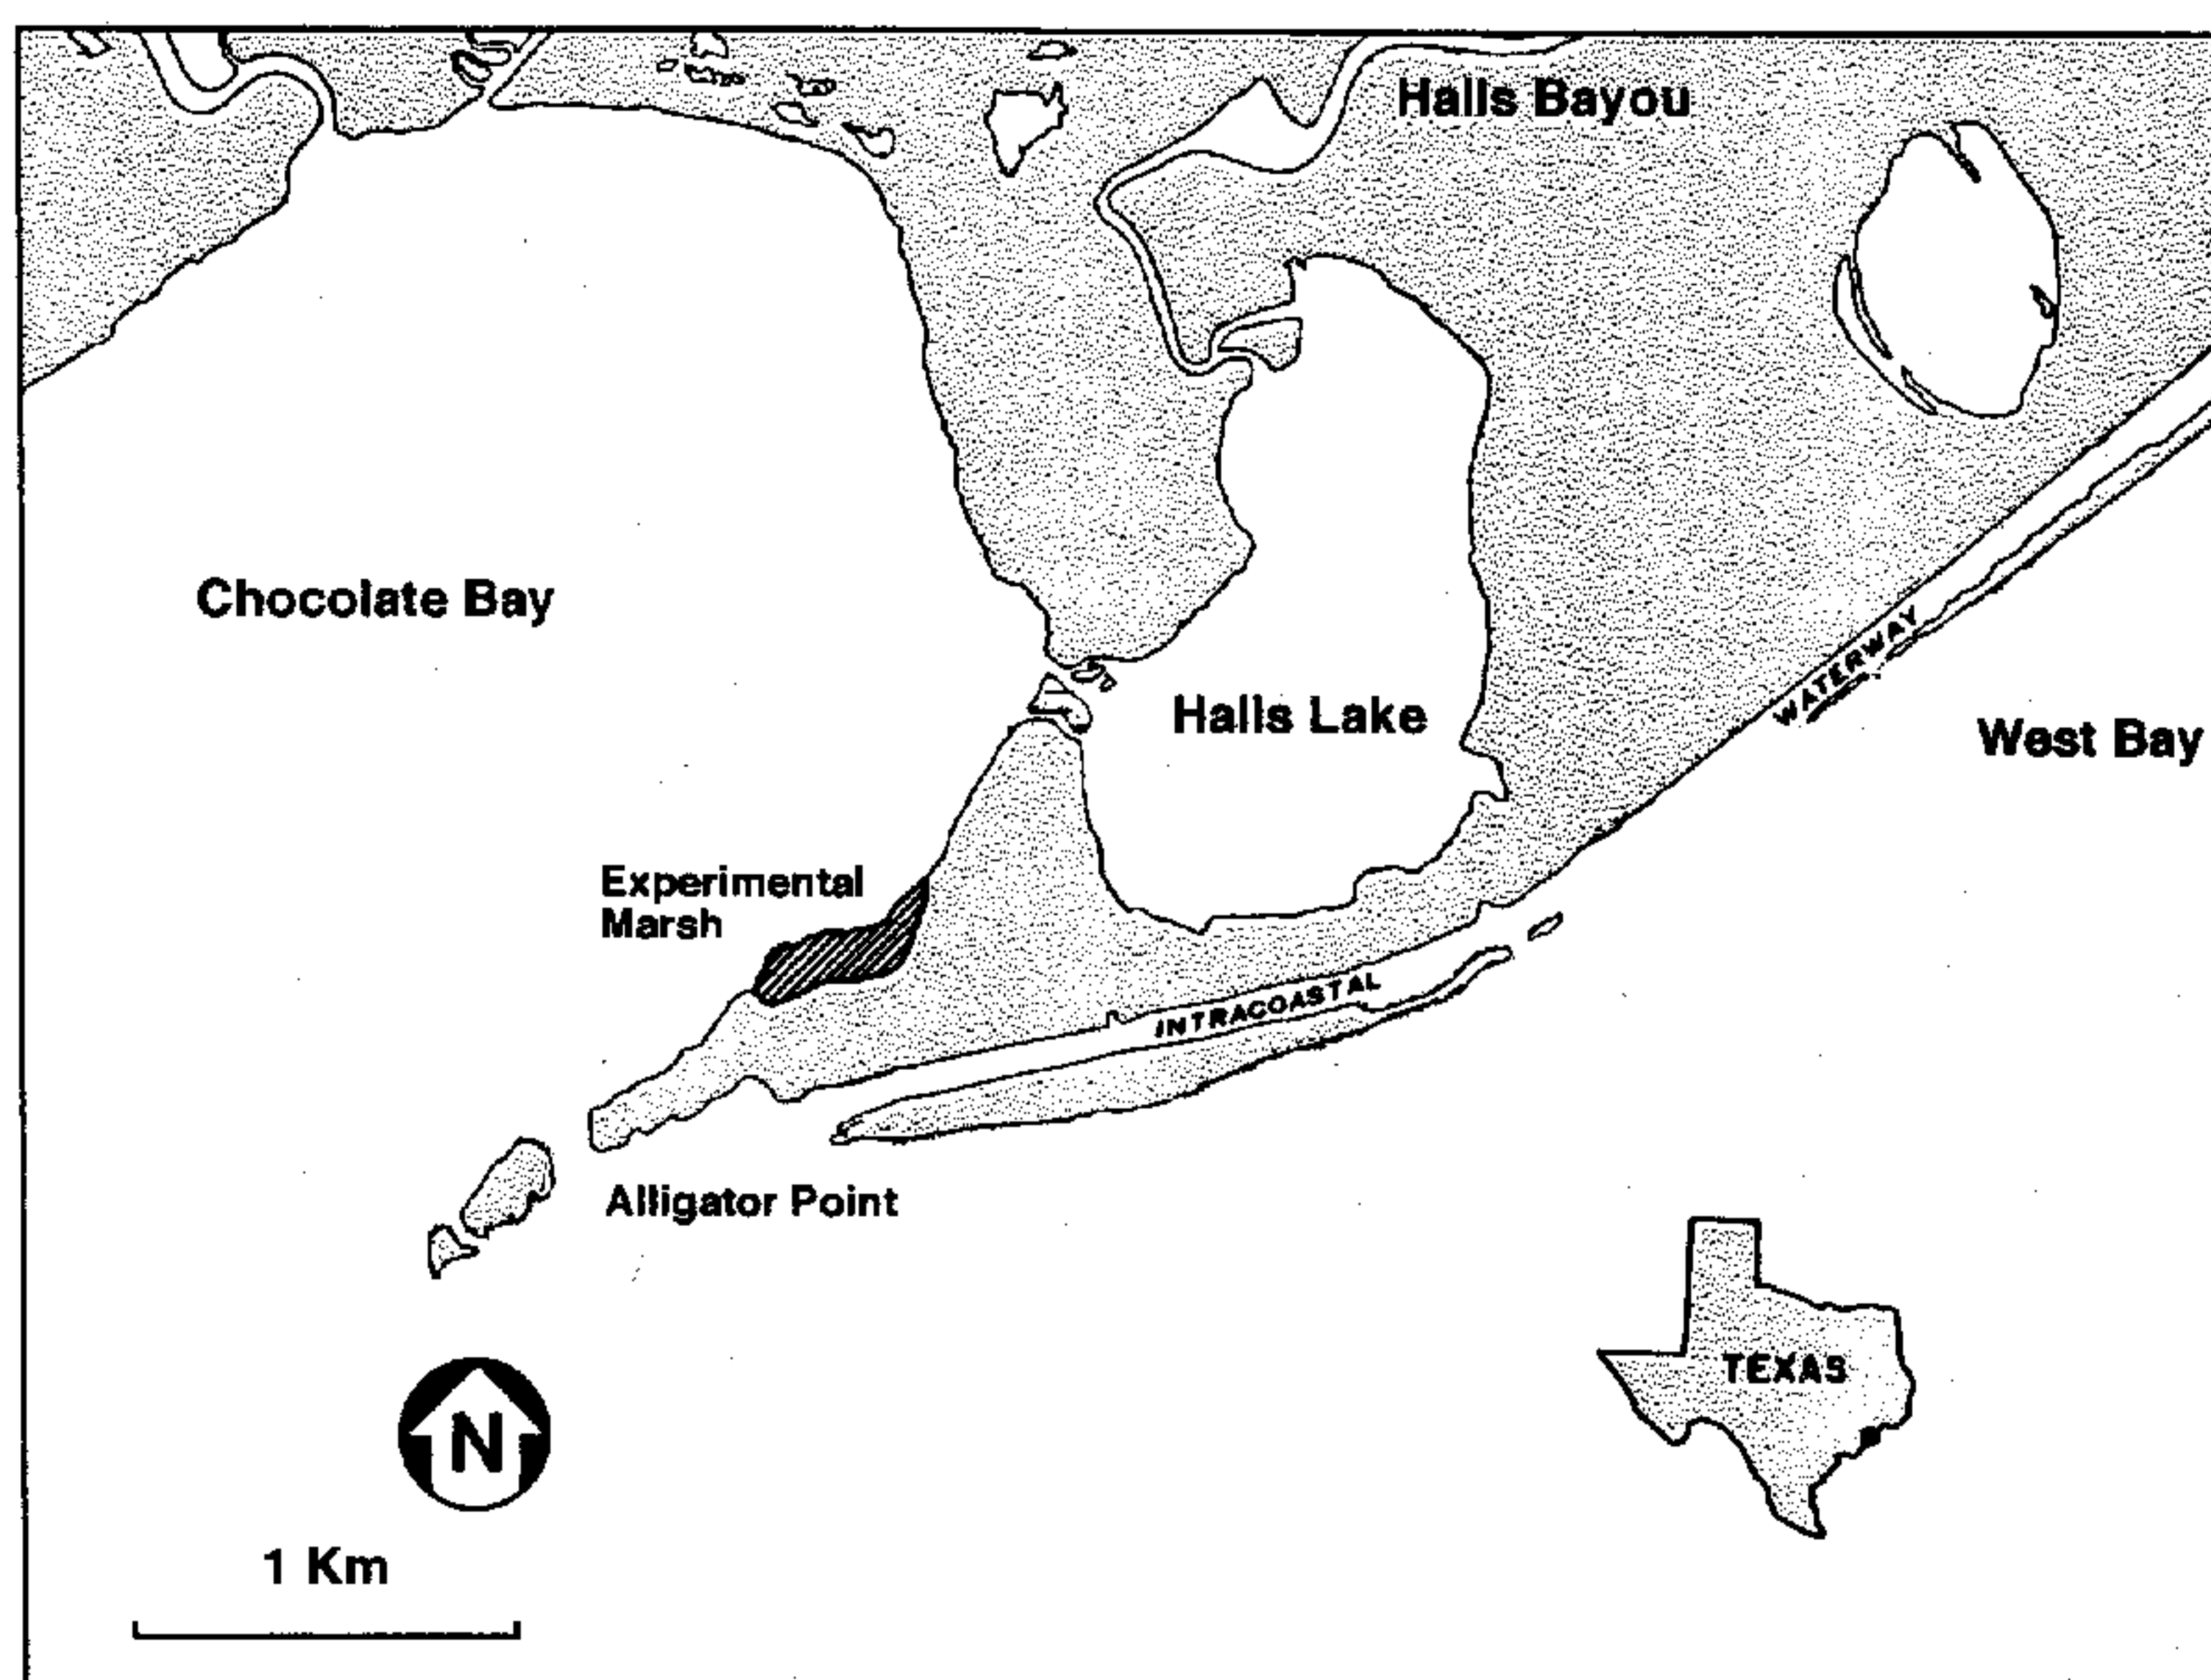 Halls Bayou
Chocolate Bay
WATERWAY
Halls Lake
West Bay
Experimental
Marsh
INTRACOASTAL
Alligator Point
TEXAS
N
1 Km